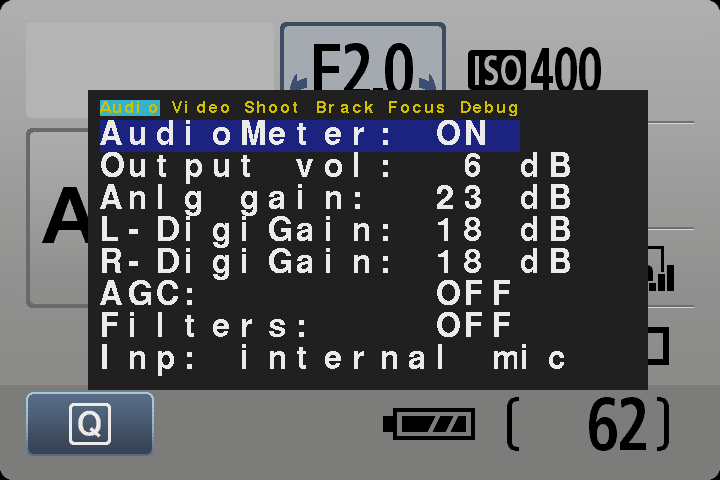 F2.0
ISO 400
Audio Video Shoot Brack Focus Debug
AudioMeter: ON
Output vol: 6 dB
Anlg gain: 23 dB
L-DigiGain: 18 dB
R-DigiGain: 18 dB
AGC: OFF
Filters: OFF
Inp: internal mic
A
Q
[ 62]